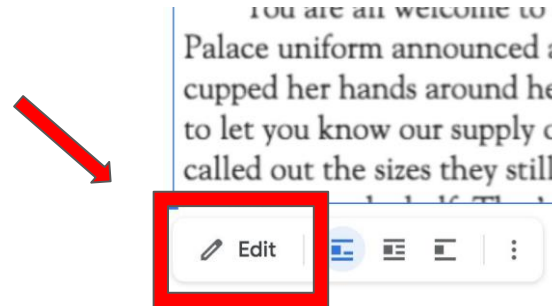 You are all welcome to
Palace uniform announced a
cupped her hands around he
to let you know our supply
called out the sizes they still
Edit